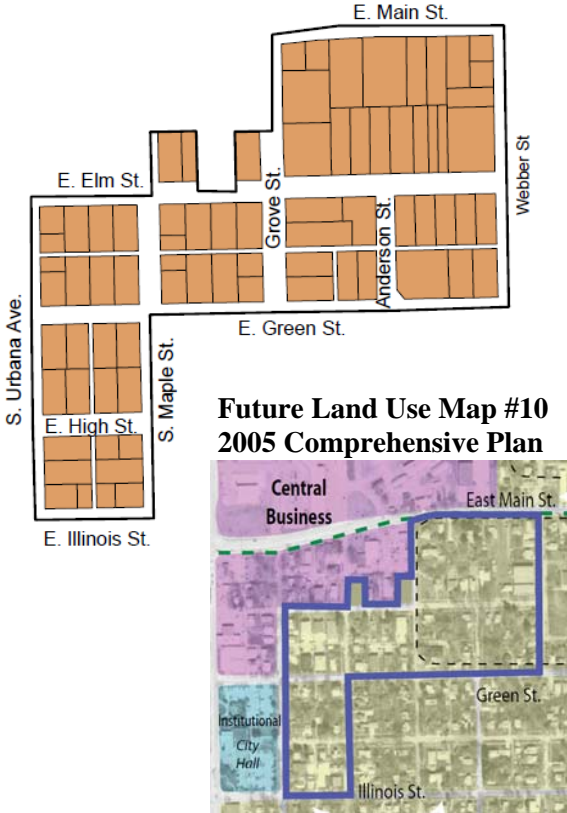 E. Main St.
E. Elm St.
Grove St.
Webber St
Anderson St.
S. Urbana Ave.
E. Green St.
S. Maple St.
E. High St.
E. Illinois St.
Future Land Use Map #10
2005 Comprehensive Plan
Central
Business
East Main St.
Green St.
Institutional
City
Hall
Illinois St.